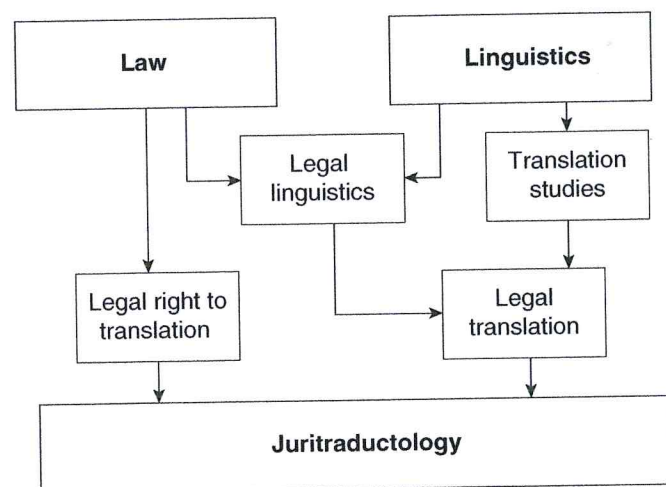 Law
Linguistics
Legal
linguistics
Translation
studies
Legal right to
translation
Legal
translation
Juritraductology